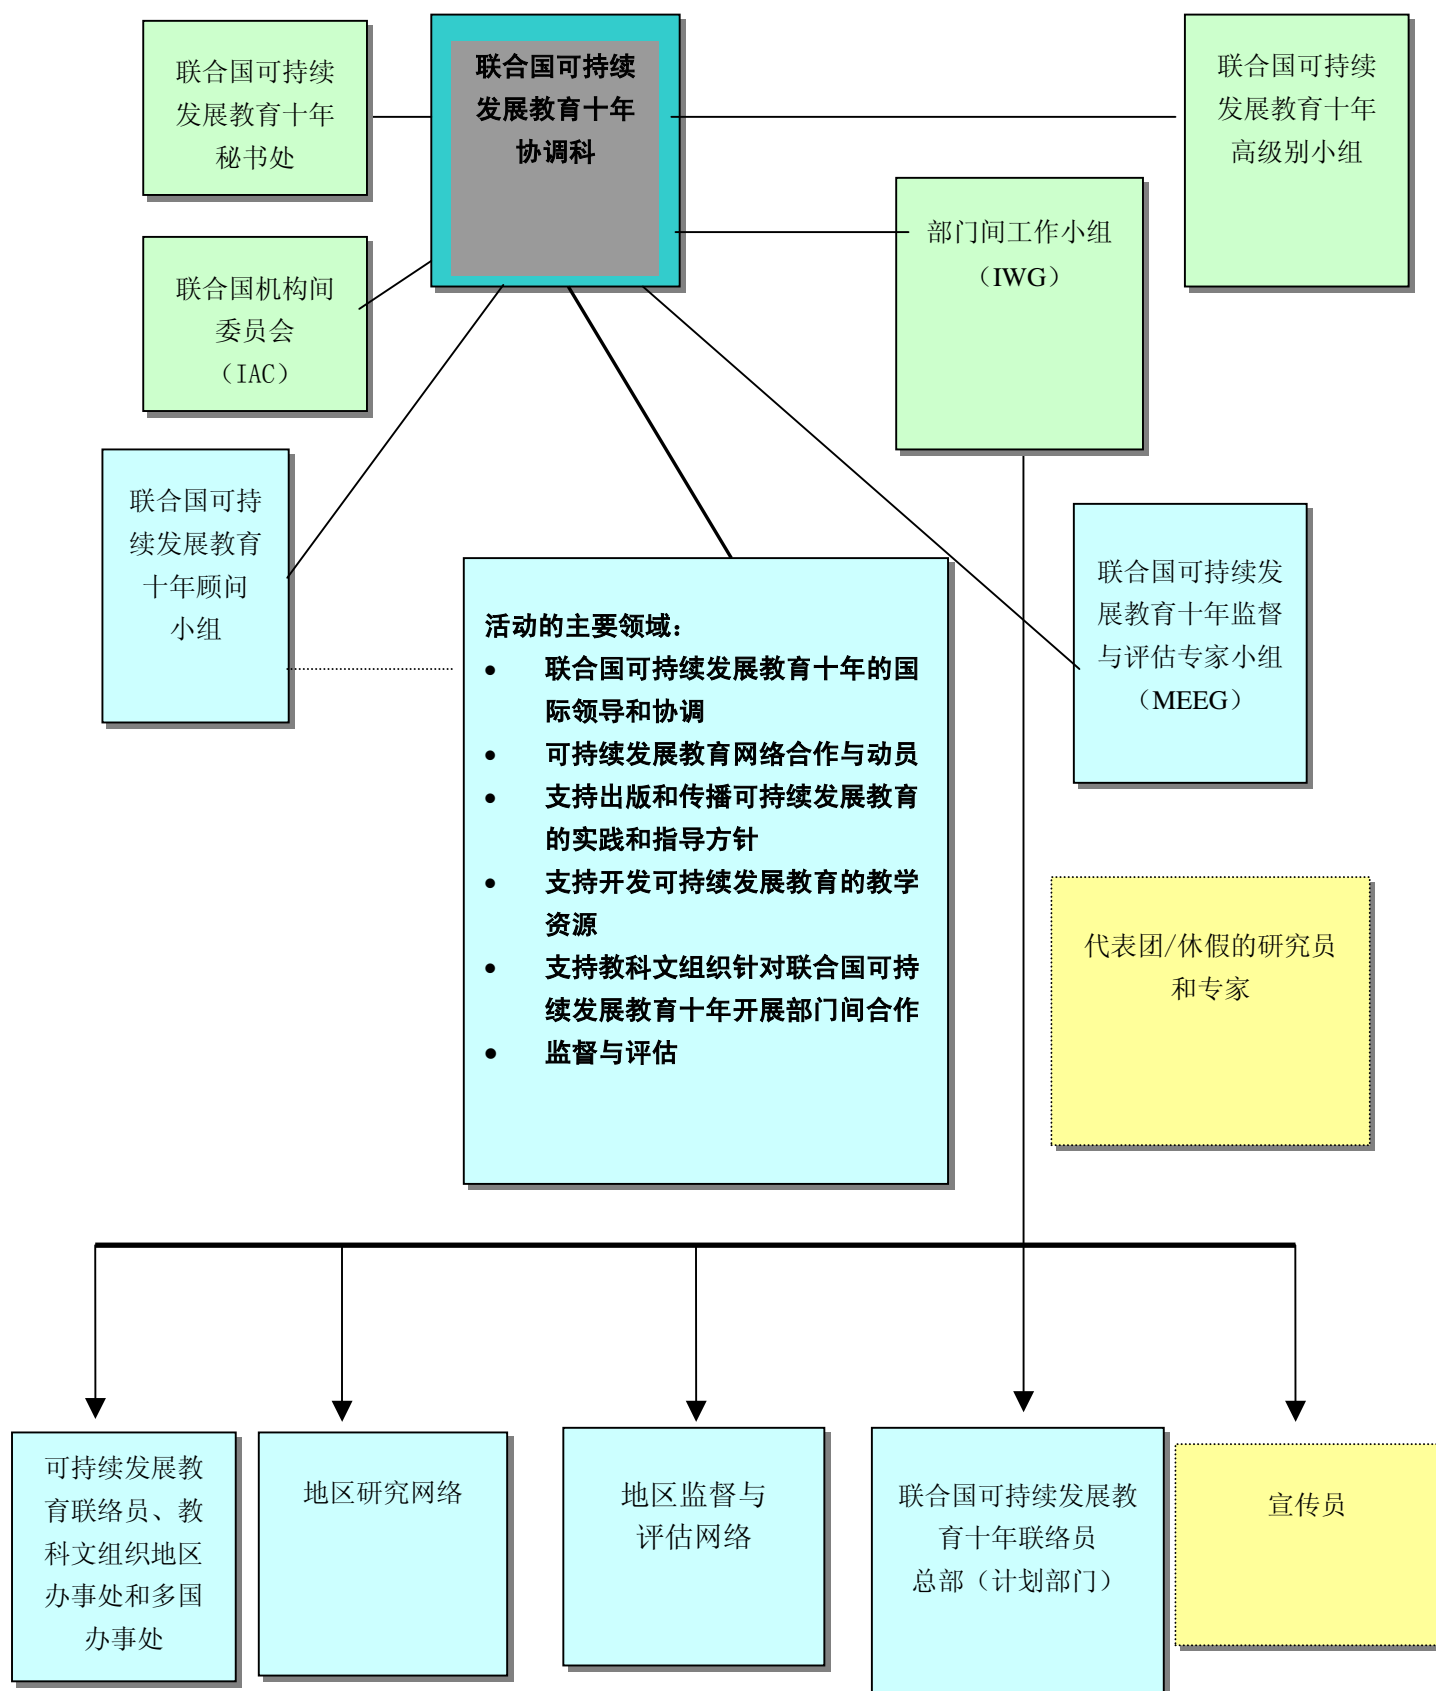 联合国可持续
发展教育十年
秘书处
联合国可持续
发展教育十年
协调科
联合国可持续
发展教育十年
高级别小组
部门间工作小组
（IWG）
联合国机构间
委员会
（IAC）
联合国可持
续发展教育
十年顾问
小组
联合国可持续发
展教育十年监督
与评估专家小组
（MEEG）
活动的主要领域：
• 联合国可持续发展教育十年的国
际领导和协调
• 可持续发展教育网络合作与动员
• 支持出版和传播可持续发展教育
的实践和指导方针
• 支持开发可持续发展教育的教学
资源
• 支持教科文组织针对联合国可持
续发展教育十年开展部门间合作
• 监督与评估
代表团/休假的研究员
和专家
可持续发展教
育联络员、教
科文组织地区
办事处和多国
办事处
地区研究网络
地区监督与
评估网络
联合国可持续发展教
育十年联络员
总部（计划部门）
宣传员